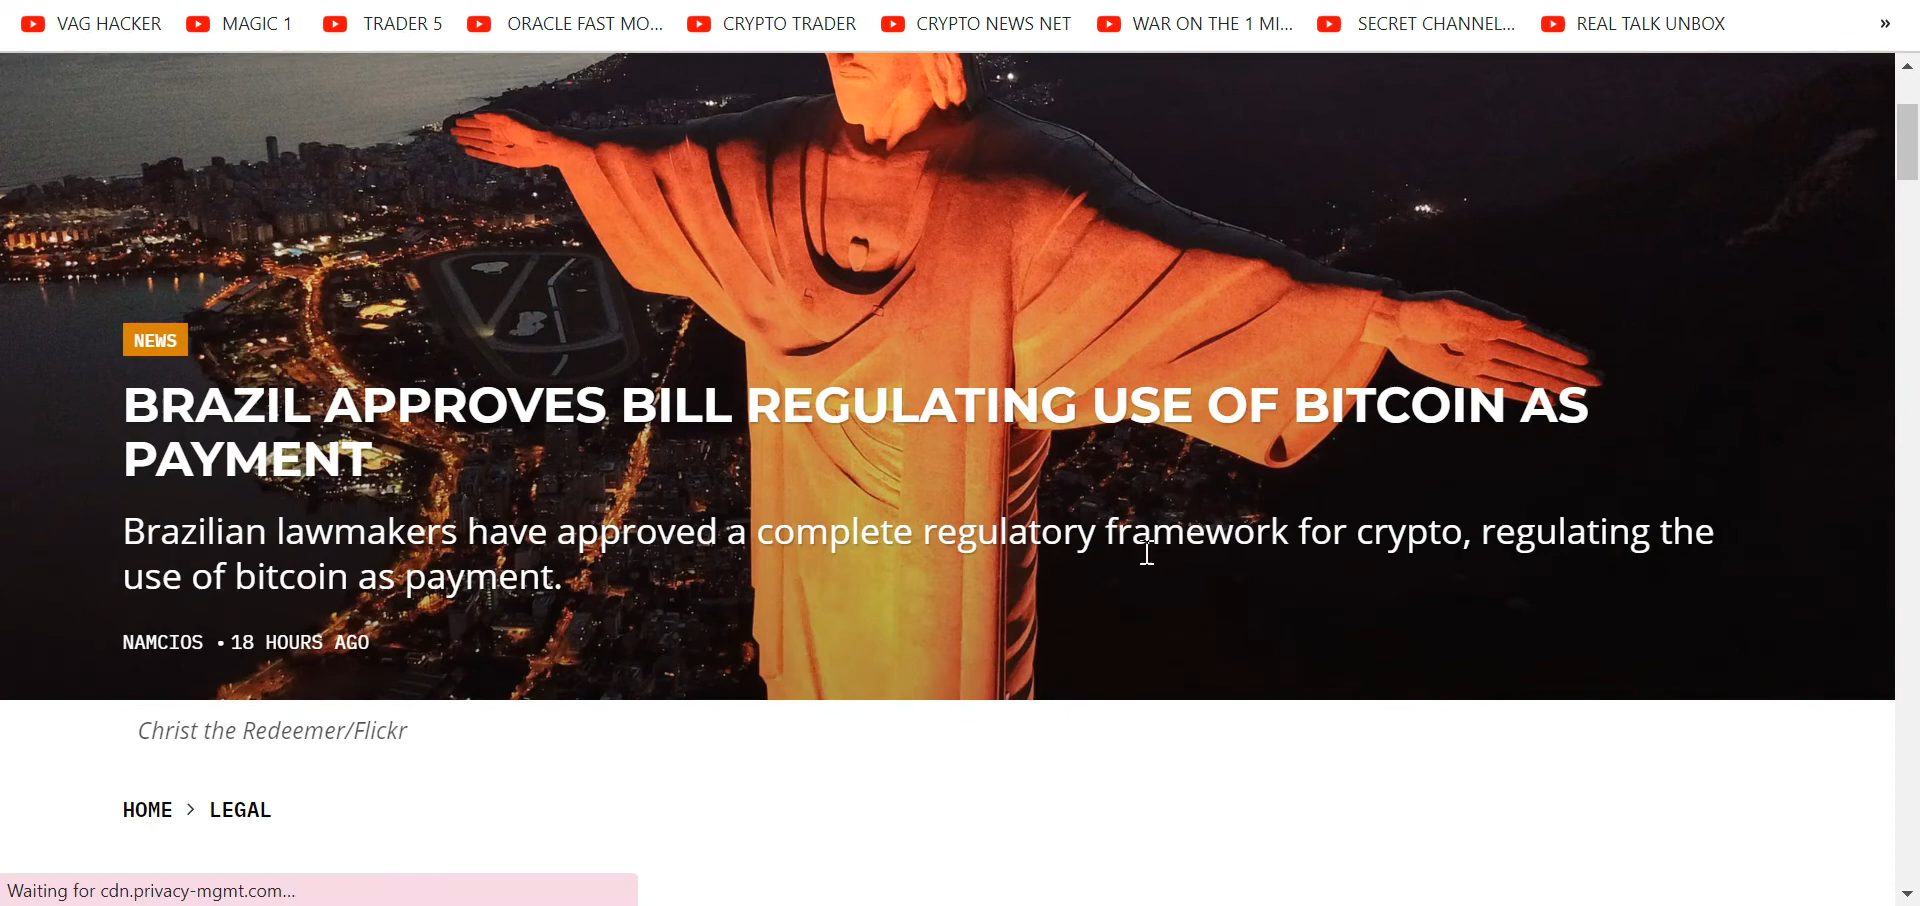 VAG HACKER MAGIC 1 TRADER 5 ORACLE FAST MO... CRYPTO TRADER CRYPTO NEWS NET WAR ON THE 1 MI... SECRET CHANNEL... REAL TALK UNBOX »
NEWS
BRAZIL APPROVES BILL REGULATING USE OF BITCOIN AS
PAYMENT
Brazilian lawmakers have approved a complete regulatory framework for crypto, regulating the
use of bitcoin as payment.
NAMCIOS • 18 HOURS AGO
Christ the Redeemer/Flickr
HOME > LEGAL
Waiting for cdn.privacy-mgmt.com...